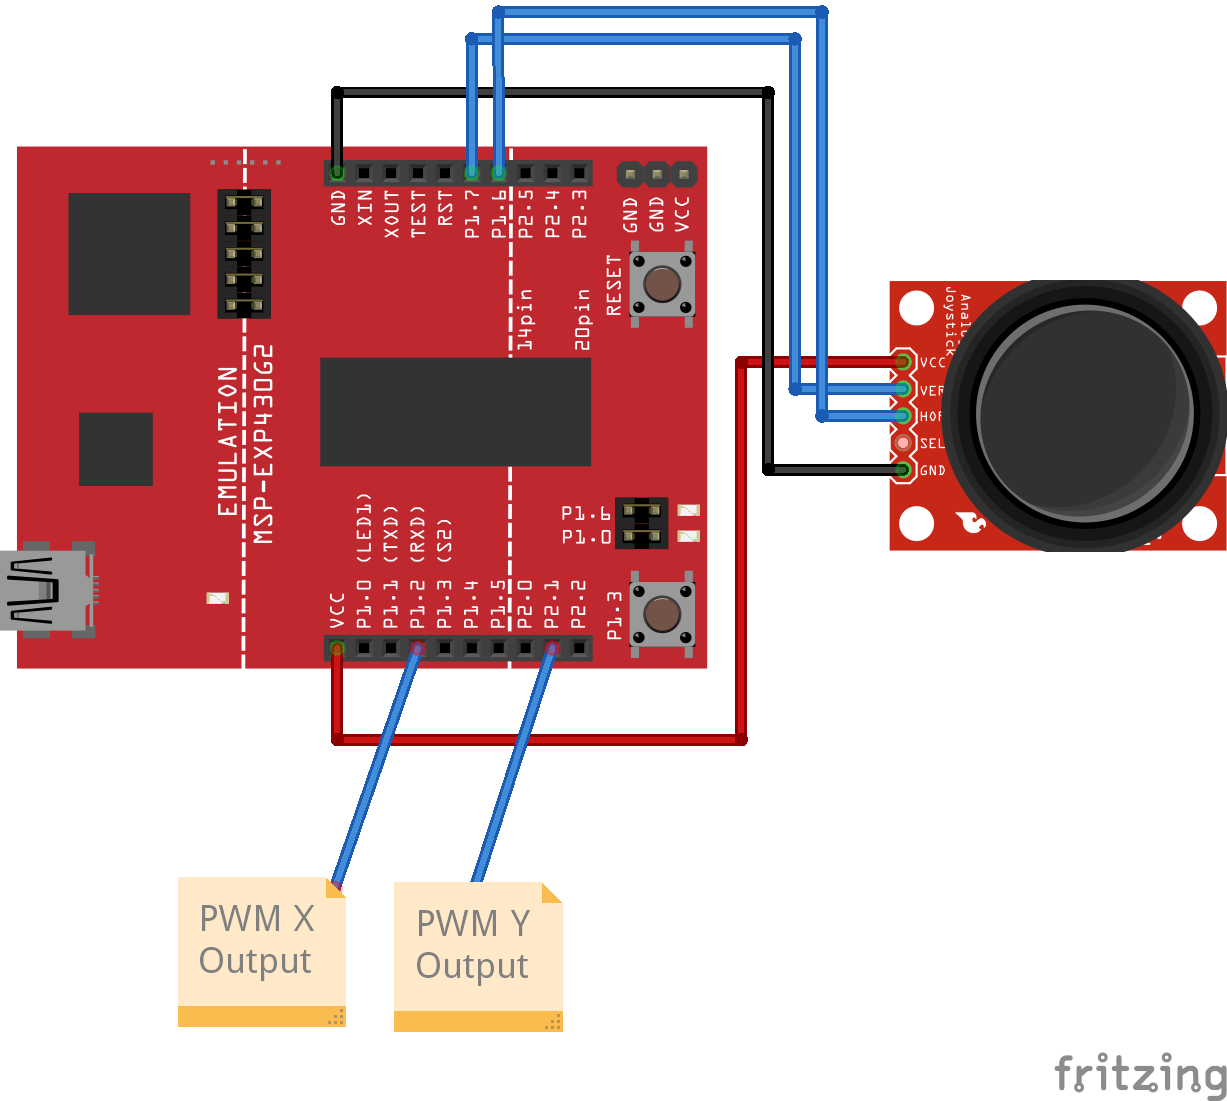 GND
XIN
XOUT
TEST
RST
P1.7
P1.6
P2.5
P2.4
P2.3
GND
GND
VCC
RESET
14pin
20pin
EMULATION
MSP-EXP430G2
P1.6
P1.0
VCC
P1.0 (LED1)
P1.1 (TXD)
P1.2 (RXD)
P1.3 (S2)
P1.4
P1.5
P2.0
P2.1
P2.2
P1.3
Joystick
VCC
VER
HOR
SEL
GND
PWM X
Output
PWM Y
Output
fritzing